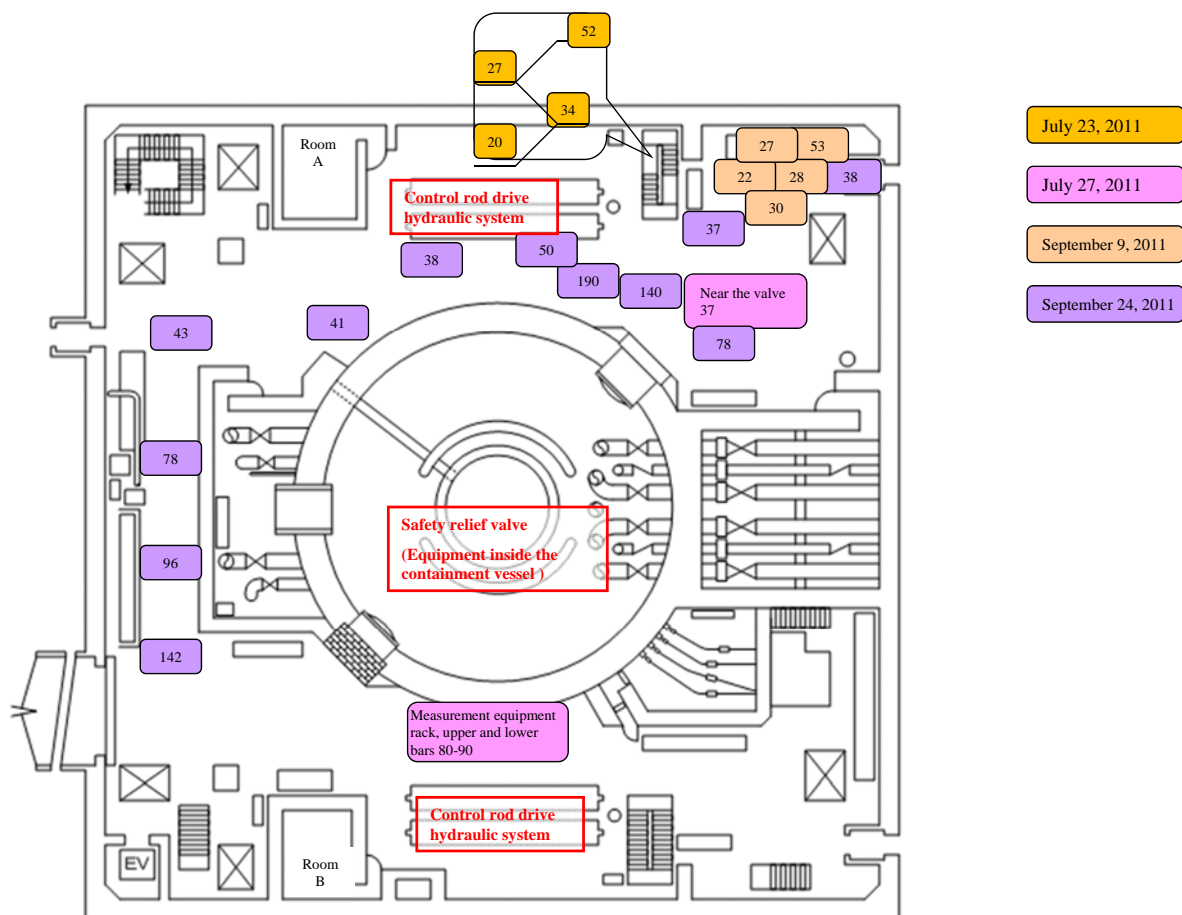 52
27
34
20
July 23, 2011
July 27, 2011
September 9, 2011
September 24, 2011
Room
A
27
53
22
28
38
30
37
Control rod drive
hydraulic system
38
50
190
140
Near the valve
37
78
43
41
78
96
142
Safety relief valve
(Equipment inside the
containment vessel )
Measurement equipment
rack, upper and lower
bars 80-90
Control rod drive
hydraulic system
EV
Room
B